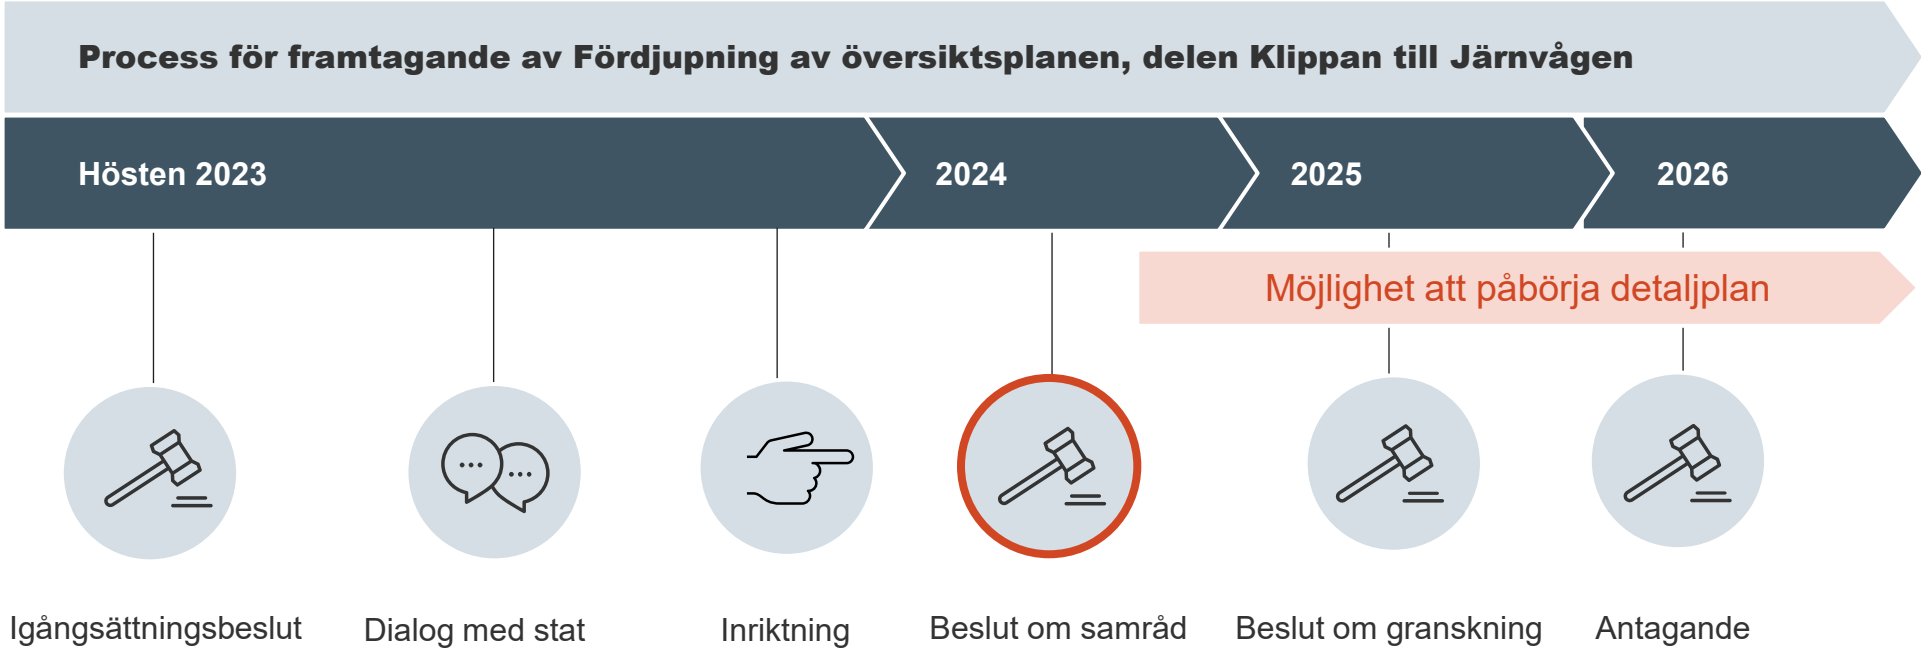 Process för framtagande av Fördjupning av översiktsplanen, delen Klippan till Järnvågen
Hösten 2023
2024
2025
2026
Möjlighet att påbörja detaljplan
Igångsättningsbeslut
Dialog med stat
Inriktning
Beslut om samråd
Beslut om granskning
Antagande